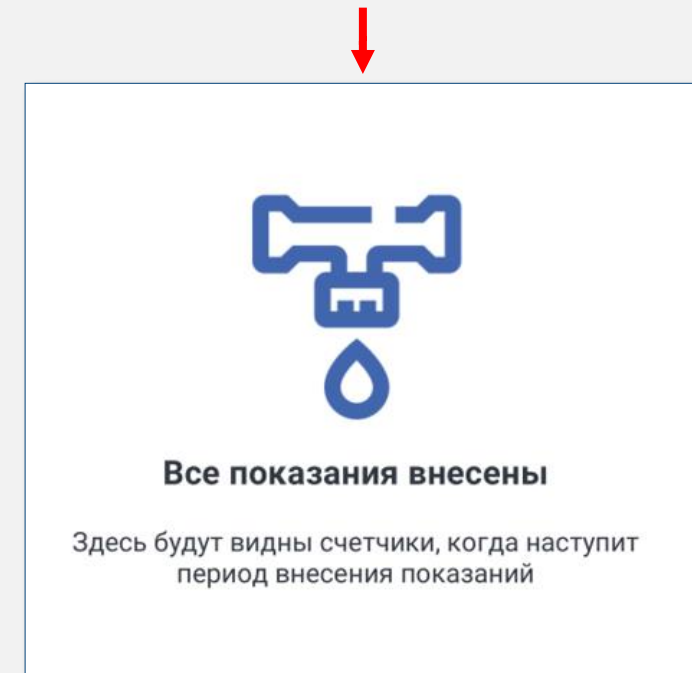 Все показания внесены
Здесь будут видны счетчики, когда наступит
период внесения показаний